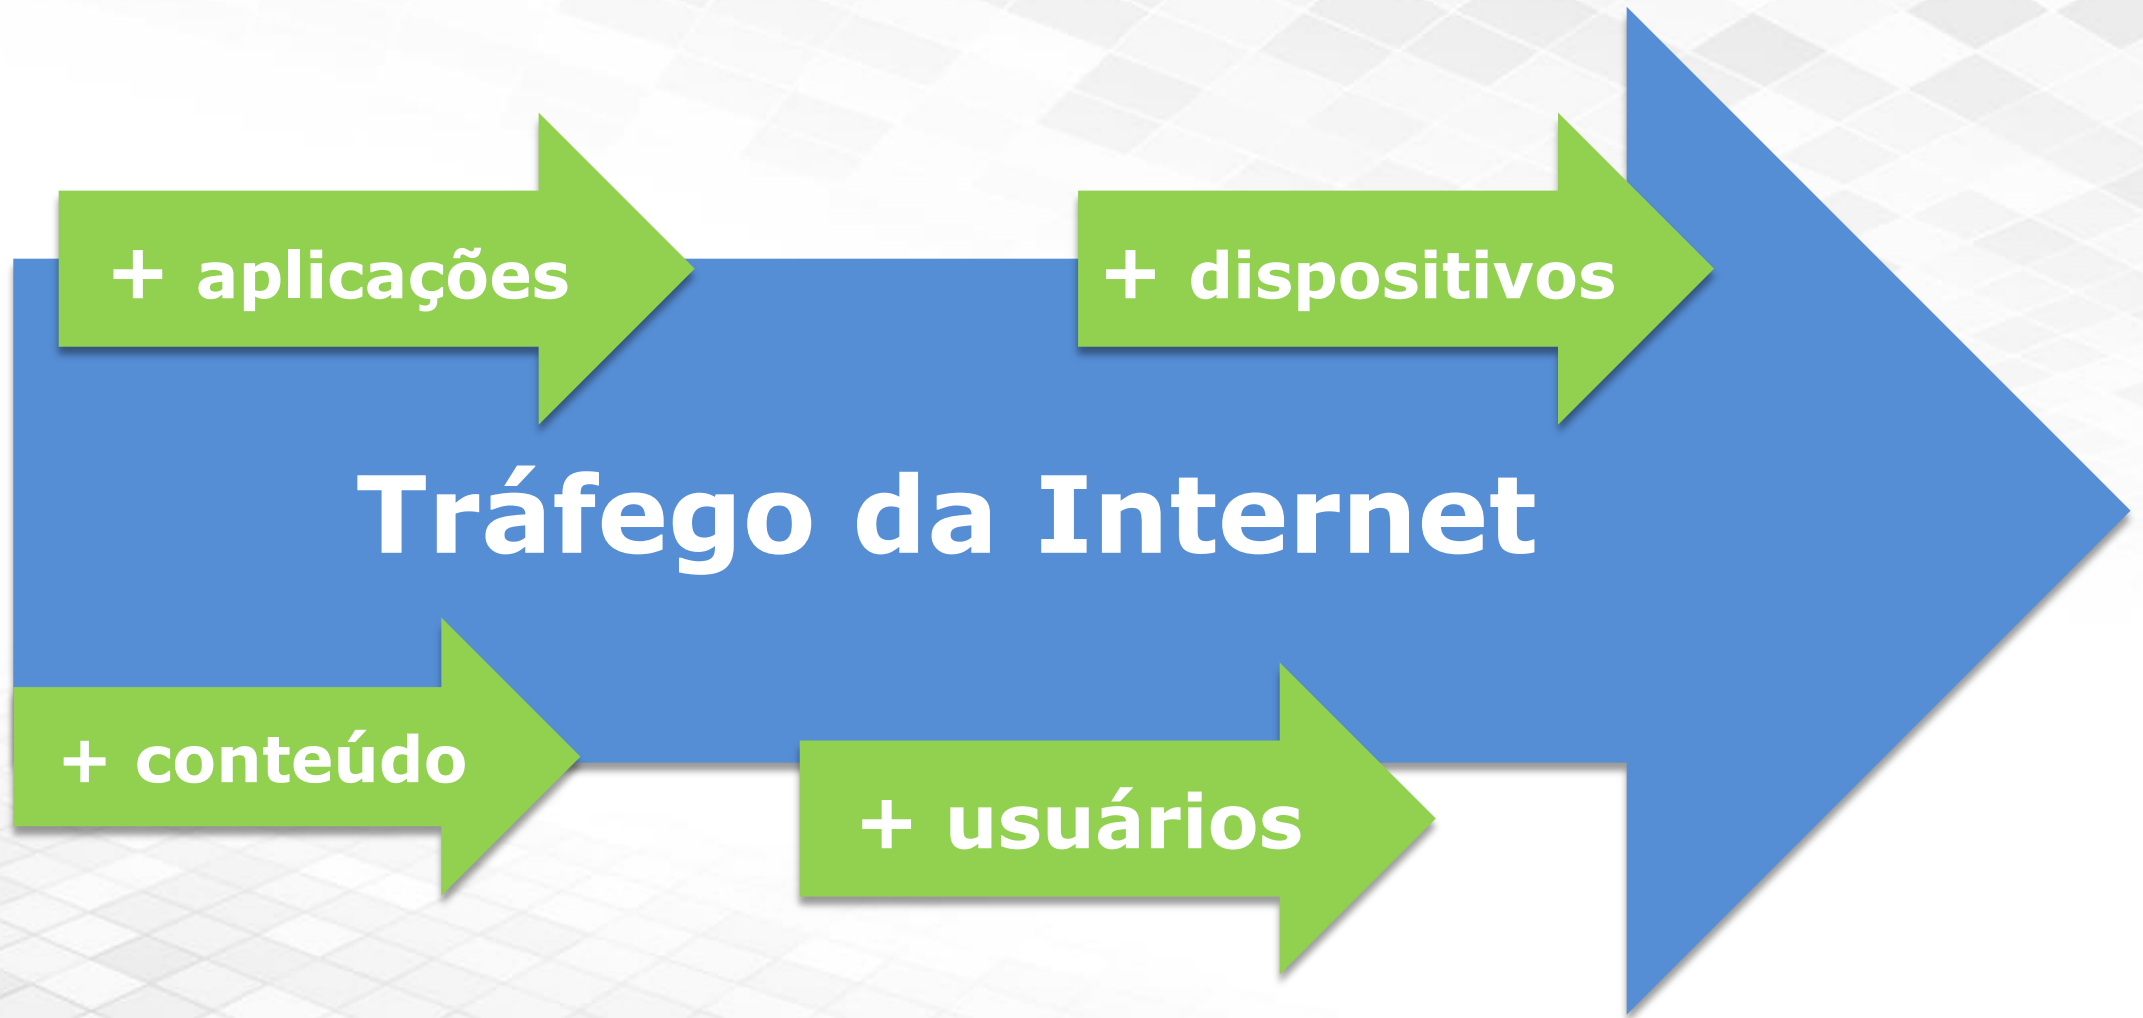 + aplicações
+ dispositivos
Tráfego da Internet
+ conteúdo
+ usuários